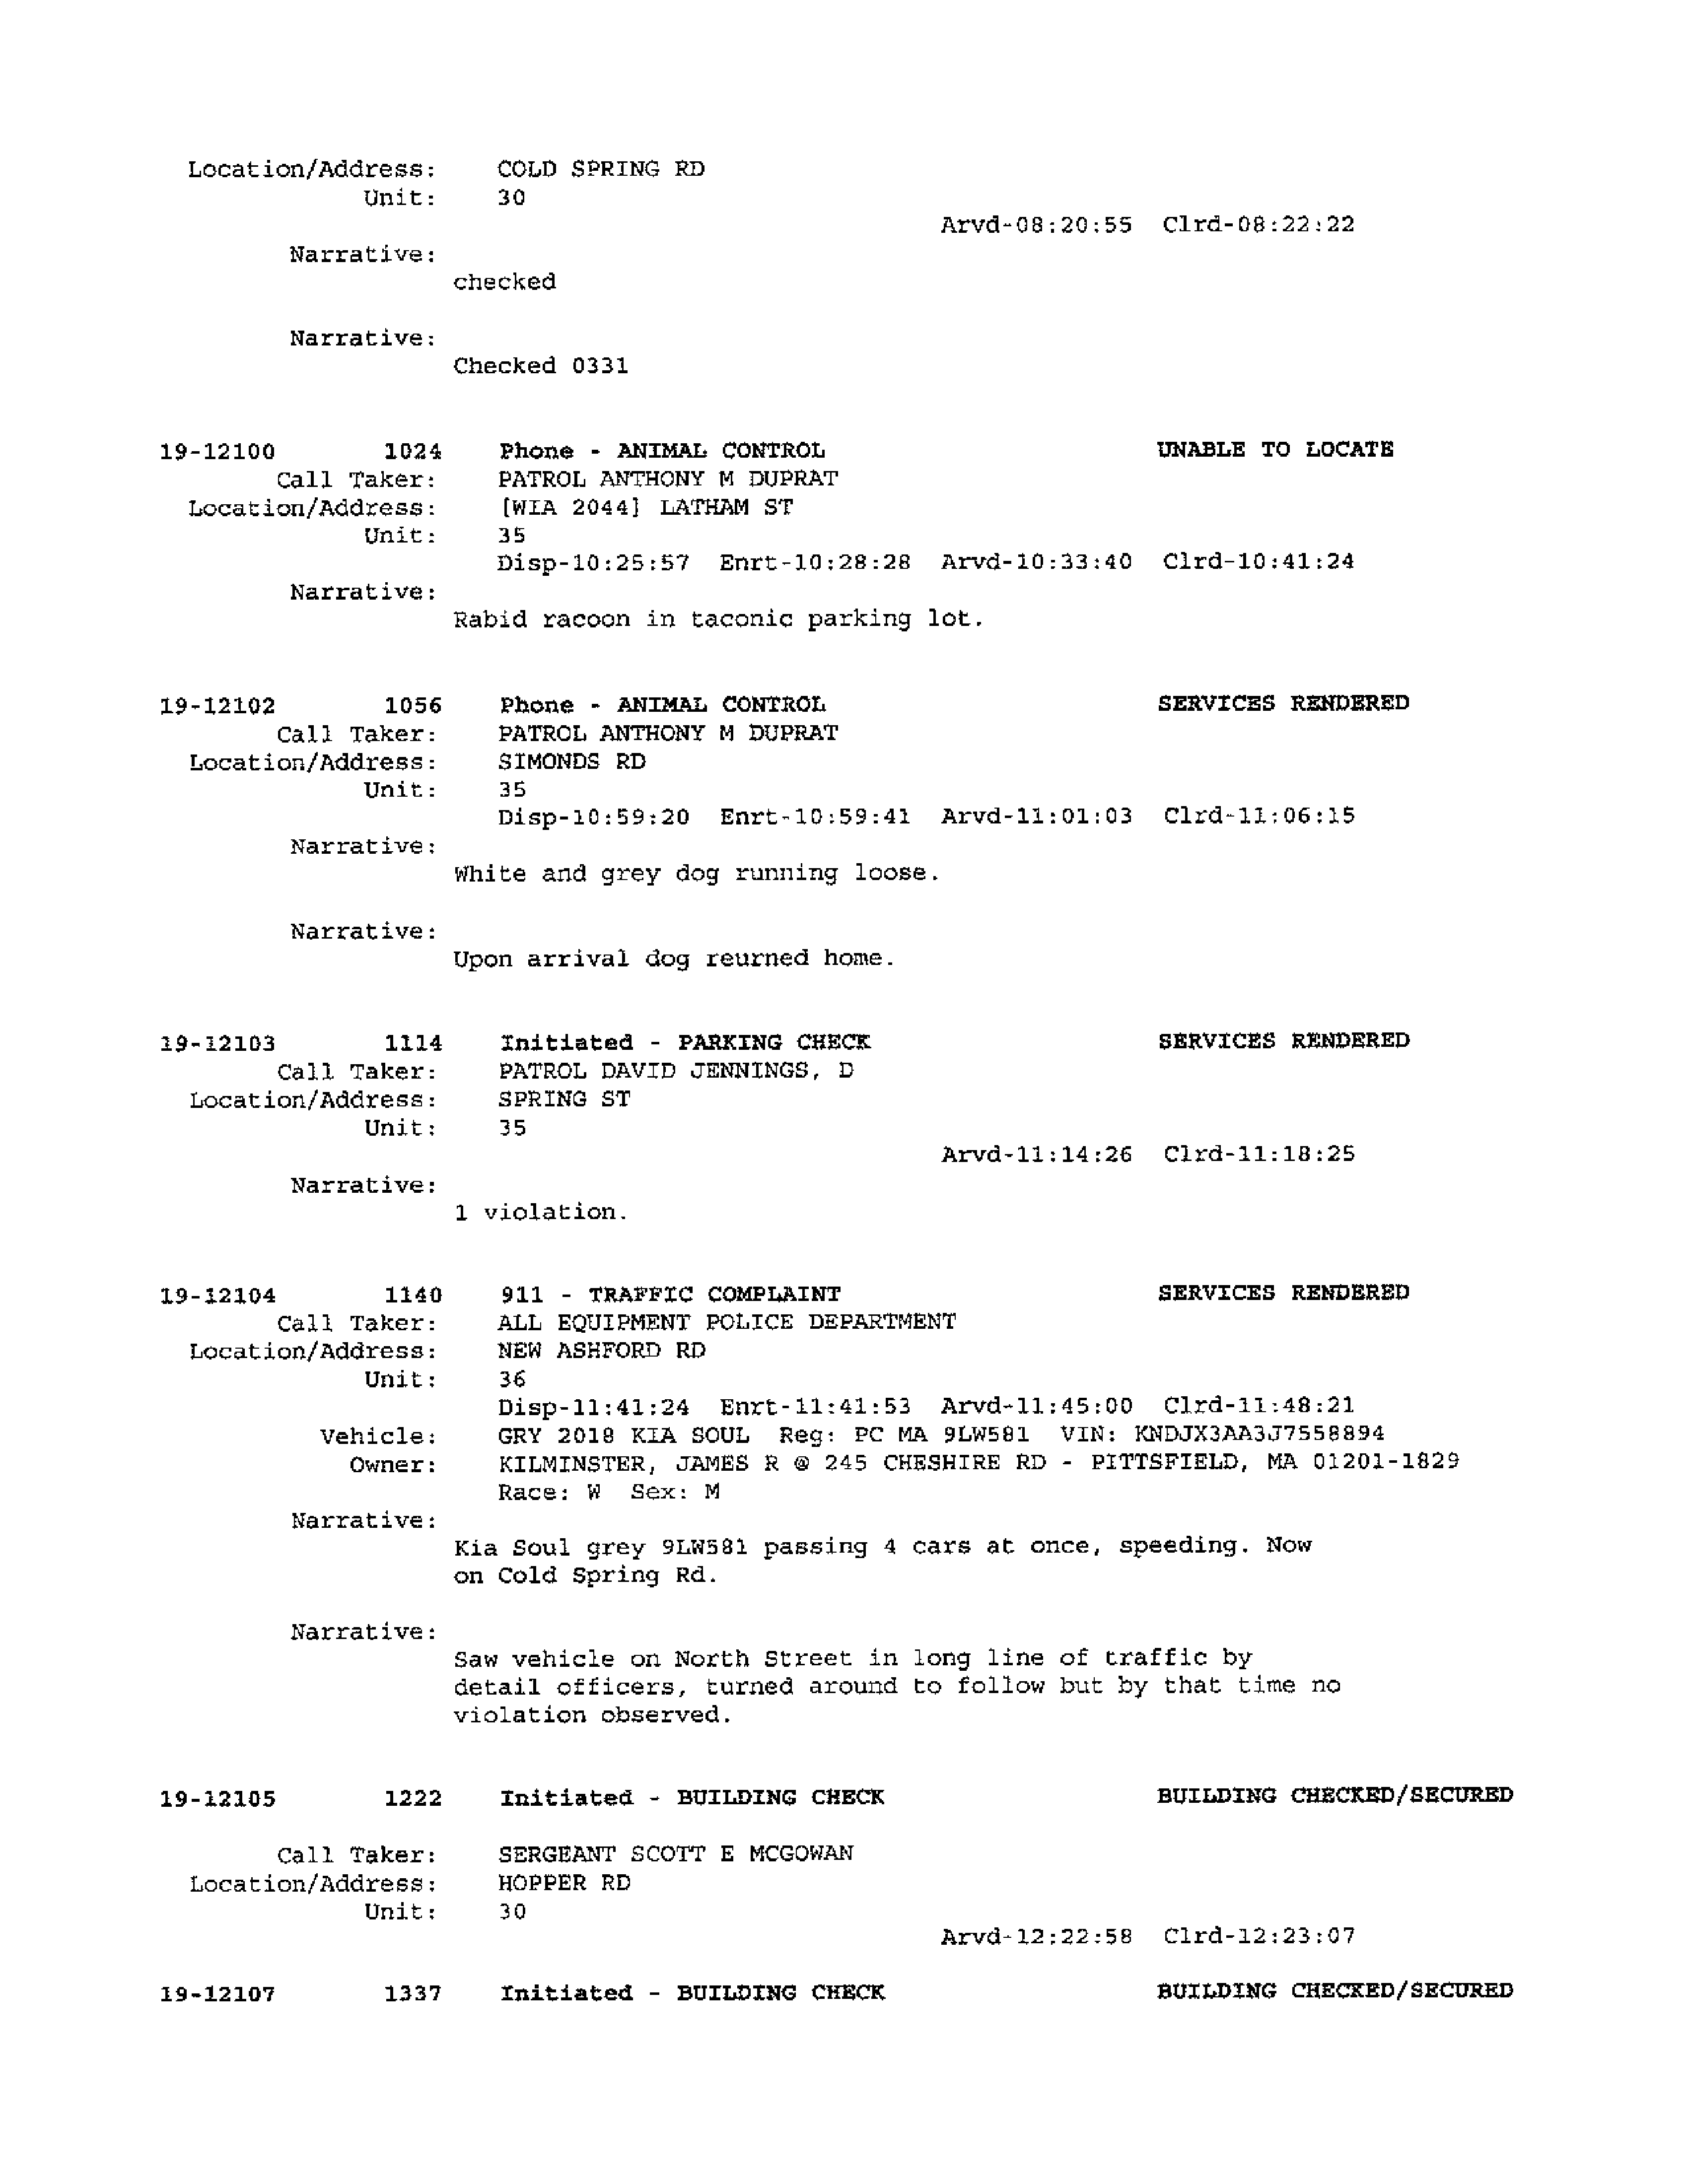 Location/Address: COLD SPRING RD
Unit: 30
Arvd-08:20:55 Clrd-08:22:22
Narrative:
checked
Narrative:
Checked 0331
19-12100 1024 Phone - ANIMAL CONTROL UNABLE TO LOCATE
Call Taker: PATROL ANTHONY M DUPRAT
Location/Address: [WIA 2044] LATHAM ST
Unit: 35
Disp-10:25:57 Enrt-10:28:28 Arvd-10:33:40 Clrd-10:41:24
Narrative:
Rabid racoon in taconic parking lot.
19-12102 1056 Phone - ANIMAL CONTROL SERVICES RENDERED
Call Taker: PATROL ANTHONY M DUPRAT
Location/Address: SIMONDS RD
Unit: 35
Disp-10:59:20 Enrt-10:59:41 Arvd-11:01:03 Clrd-11:06:15
Narrative:
White and grey dog running loose.
Narrative:
Upon arrival dog reurned home.
19-12103 1114 Initiated - PARKING CHECK SERVICES RENDERED
Call Taker: PATROL DAVID JENNINGS, D
Location/Address: SPRING ST
Unit: 35
Arvd-11:14:26 Clrd-11:18:25
Narrative:
1 violation.
19-12104 1140 911 - TRAFFIC COMPLAINT SERVICES RENDERED
Call Taker: ALL EQUIPMENT POLICE DEPARTMENT
Location/Address: NEW ASHFORD RD
Unit: 36
Disp-11:41:24 Enrt-11:41:53 Arvd-11:45:00 Clrd-11:48:21
Vehicle: GRY 2018 KIA SOUL Reg: PC MA 9LW581 VIN: KNDJX3AA3J7558894
Owner: KILMINSTER, JAMES R @ 245 CHESHIRE RD - PITTSFIELD, MA 01201-1829
Race: W Sex: M
Narrative:
Kia Soul grey 9LW581 passing 4 cars at once, speeding. Now
on Cold Spring Rd.
Narrative:
Saw vehicle on North Street in long line of traffic by
detail officers, turned around to follow but by that time no
violation observed.
19-12105 1222 Initiated - BUILDING CHECK BUILDING CHECKED/SECURED
Call Taker: SERGEANT SCOTT E MCGOWAN
Location/Address: HOPPER RD
Unit: 30
Arvd-12:22:58 Clrd-12:23:07
19-12107 1337 Initiated - BUILDING CHECK BUILDING CHECKED/SECURED